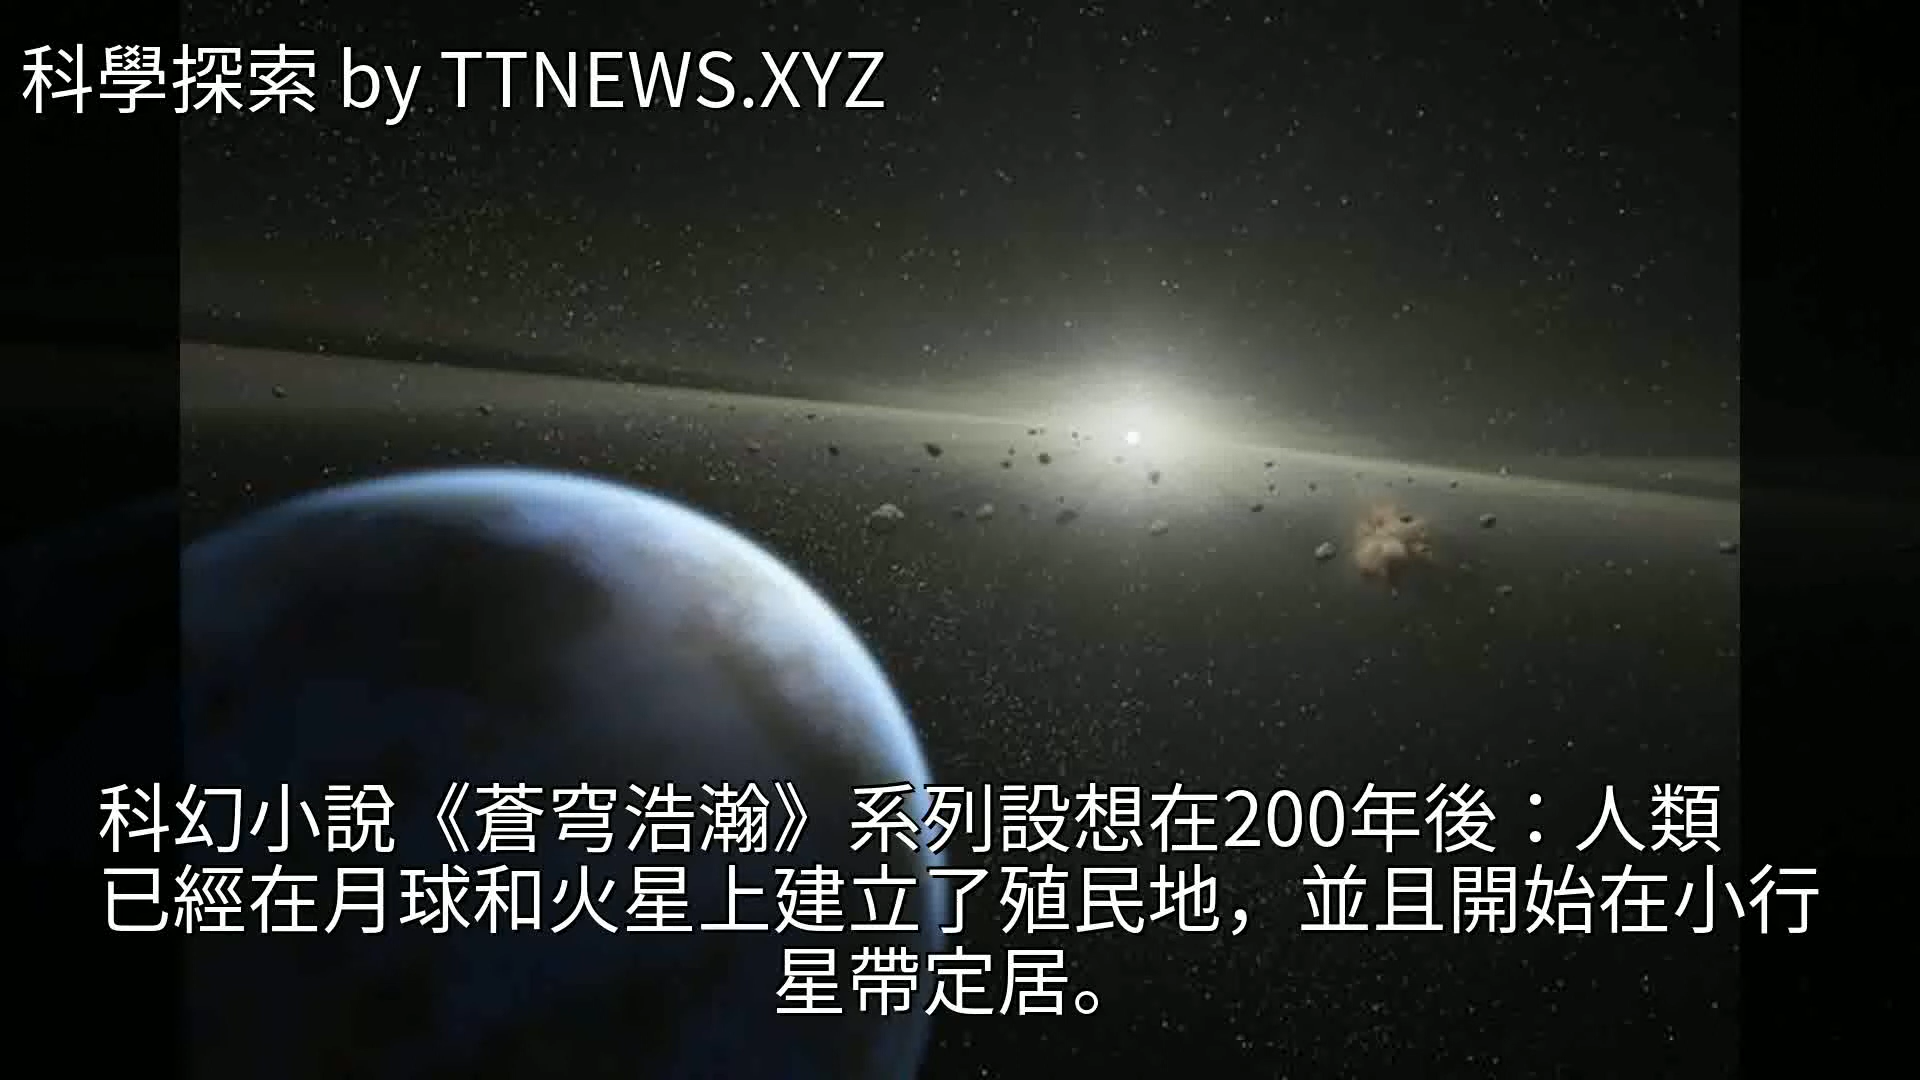 科學探索 by TTNEWS.XYZ
科幻小說《蒼穹浩瀚》系列設想在200年後：人類
已經在月球和火星上建立了殖民地，並且開始在小行
星帶定居。